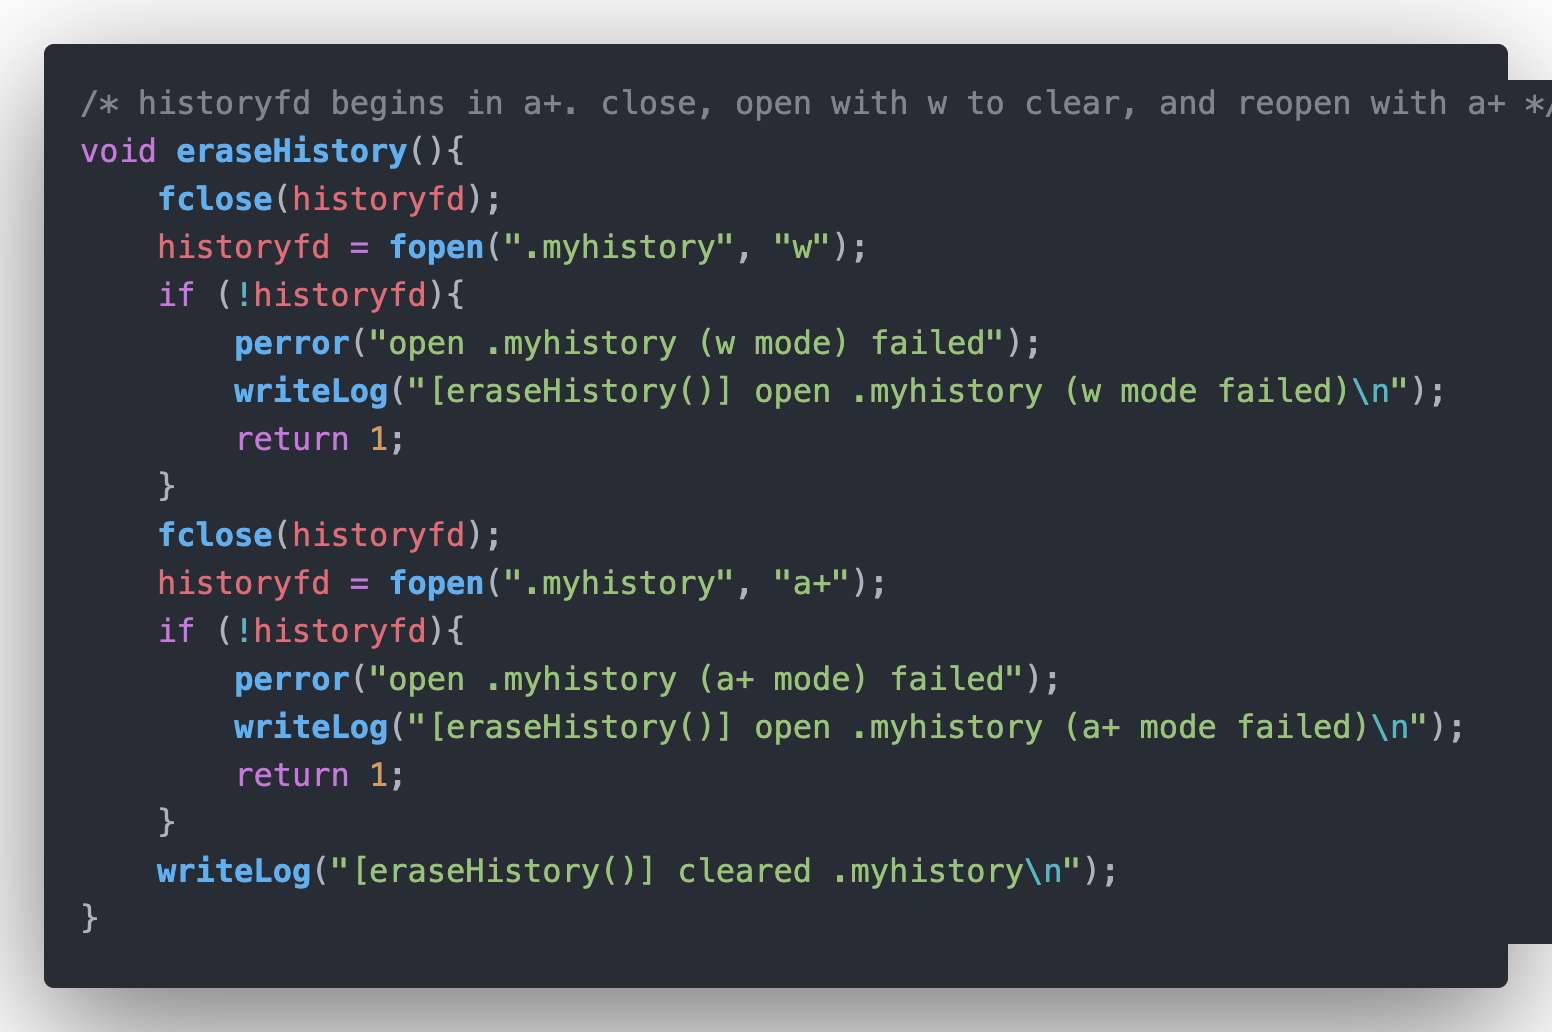 /* historyfd begins in a+. close, open with w to clear, and reopen with a+ */
void eraseHistory(){
    fclose(historyfd);
    historyfd = fopen(".myhistory", "w");
    if (!historyfd){
        perror("open .myhistory (w mode) failed");
        writeLog("[eraseHistory()] open .myhistory (w mode failed)\n");
        return 1;
    }
    fclose(historyfd);
    historyfd = fopen(".myhistory", "a+");
    if (!historyfd){
        perror("open .myhistory (a+ mode) failed");
        writeLog("[eraseHistory()] open .myhistory (a+ mode failed)\n");
        return 1;
    }
    writeLog("[eraseHistory()] cleared .myhistory\n");
}